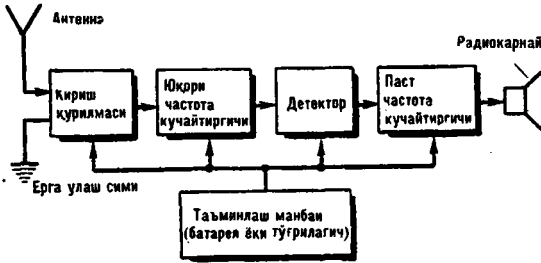 Антенна
Радиокарнай
Кириш
қурилмаси
Юқори
частота
кучайтиргичи
Детектор
Паст
частота
кучайтиргичи
Ерга улаш сими
Таъминлаш манбаи
(батарея ёки тўғрилагич)